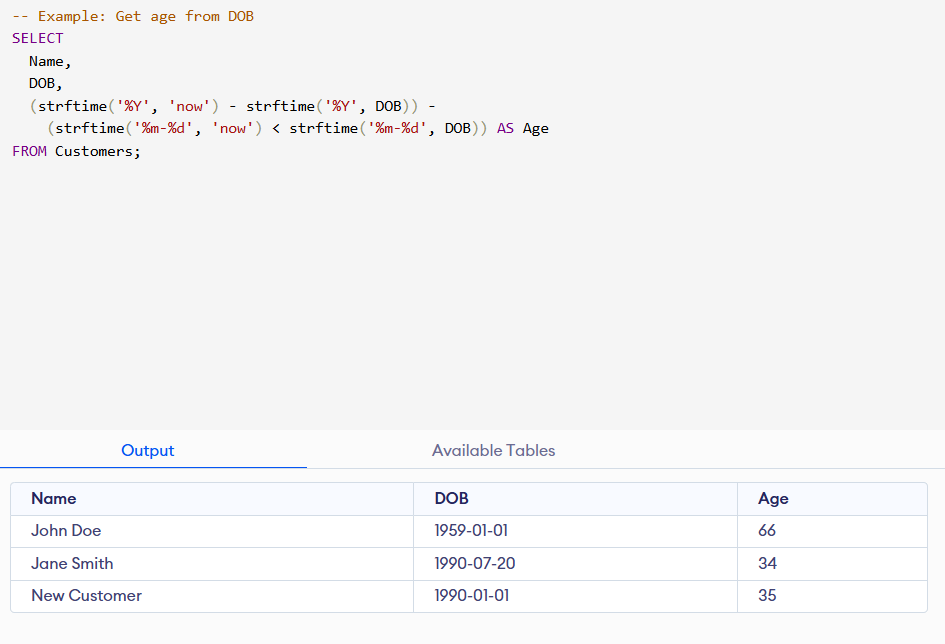 -- Example: Get age from DOB
SELECT
  Name,
  DOB,
  (strftime('%Y', 'now') - strftime('%Y', DOB)) -
    (strftime('%m-%d', 'now') < strftime('%m-%d', DOB)) AS Age
FROM Customers;
Output Available Tables
Name DOB Age
John Doe 1959-01-01 66
Jane Smith 1990-07-20 34
New Customer 1990-01-01 35